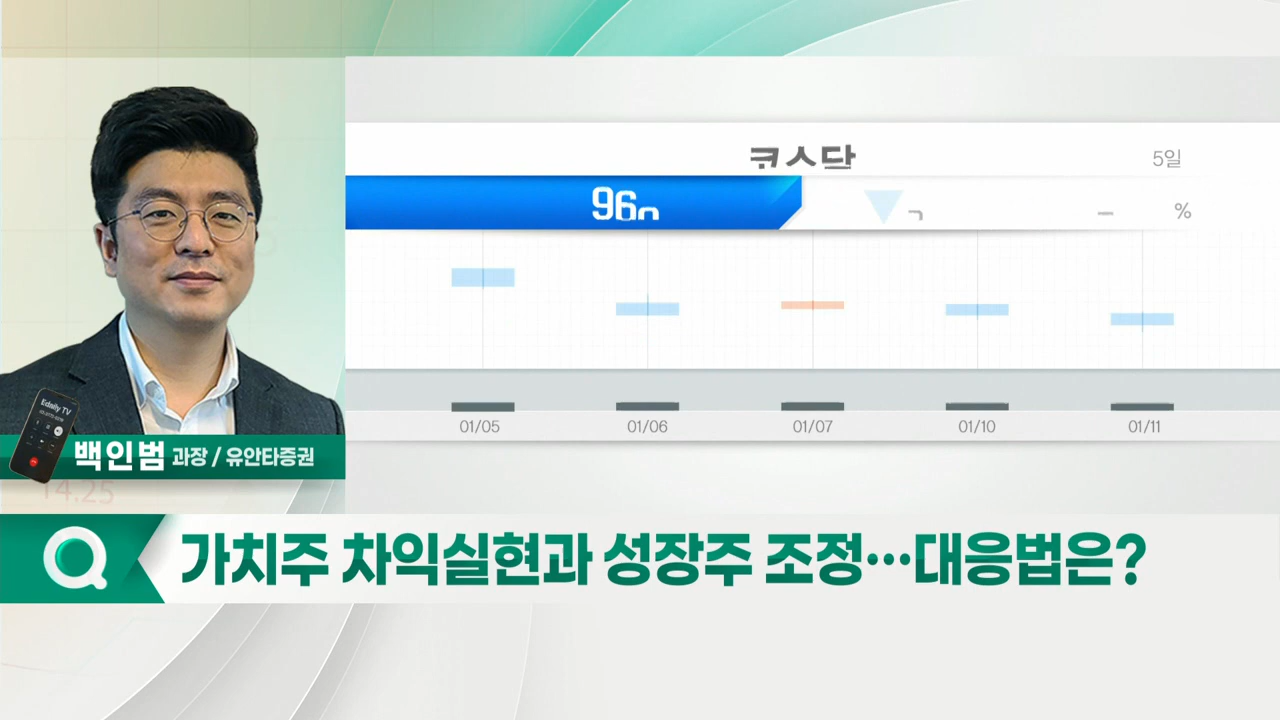 코스닥
5일
%
01/05
01/06
01/07
01/10
01/11
Edaily TV
백인범 과장 / 유안타증권
14.25
Q 가치주 차익실현과 성장주 조정…대응법은?